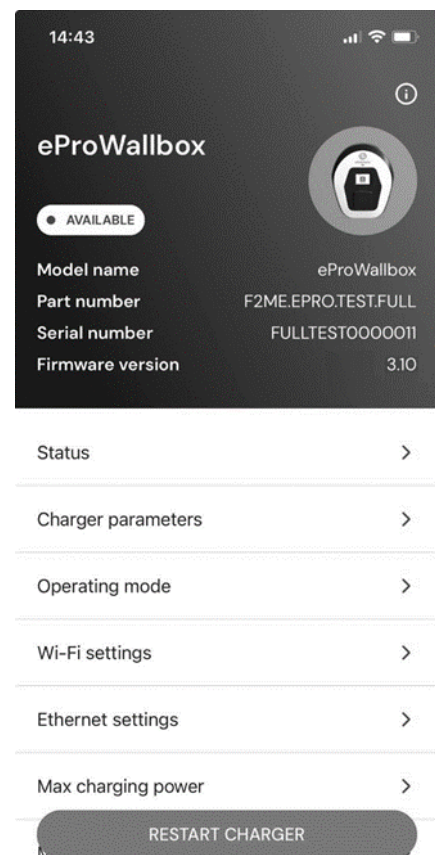 14:43
eProWallbox
AVAILABLE
Model name eProWallbox
Part number F2ME.EPRO.TEST.FULL
Serial number FULLTEST0000011
Firmware version 3.10
Status
Charger parameters
Operating mode
Wi-Fi settings
Ethernet settings
Max charging power
RESTART CHARGER